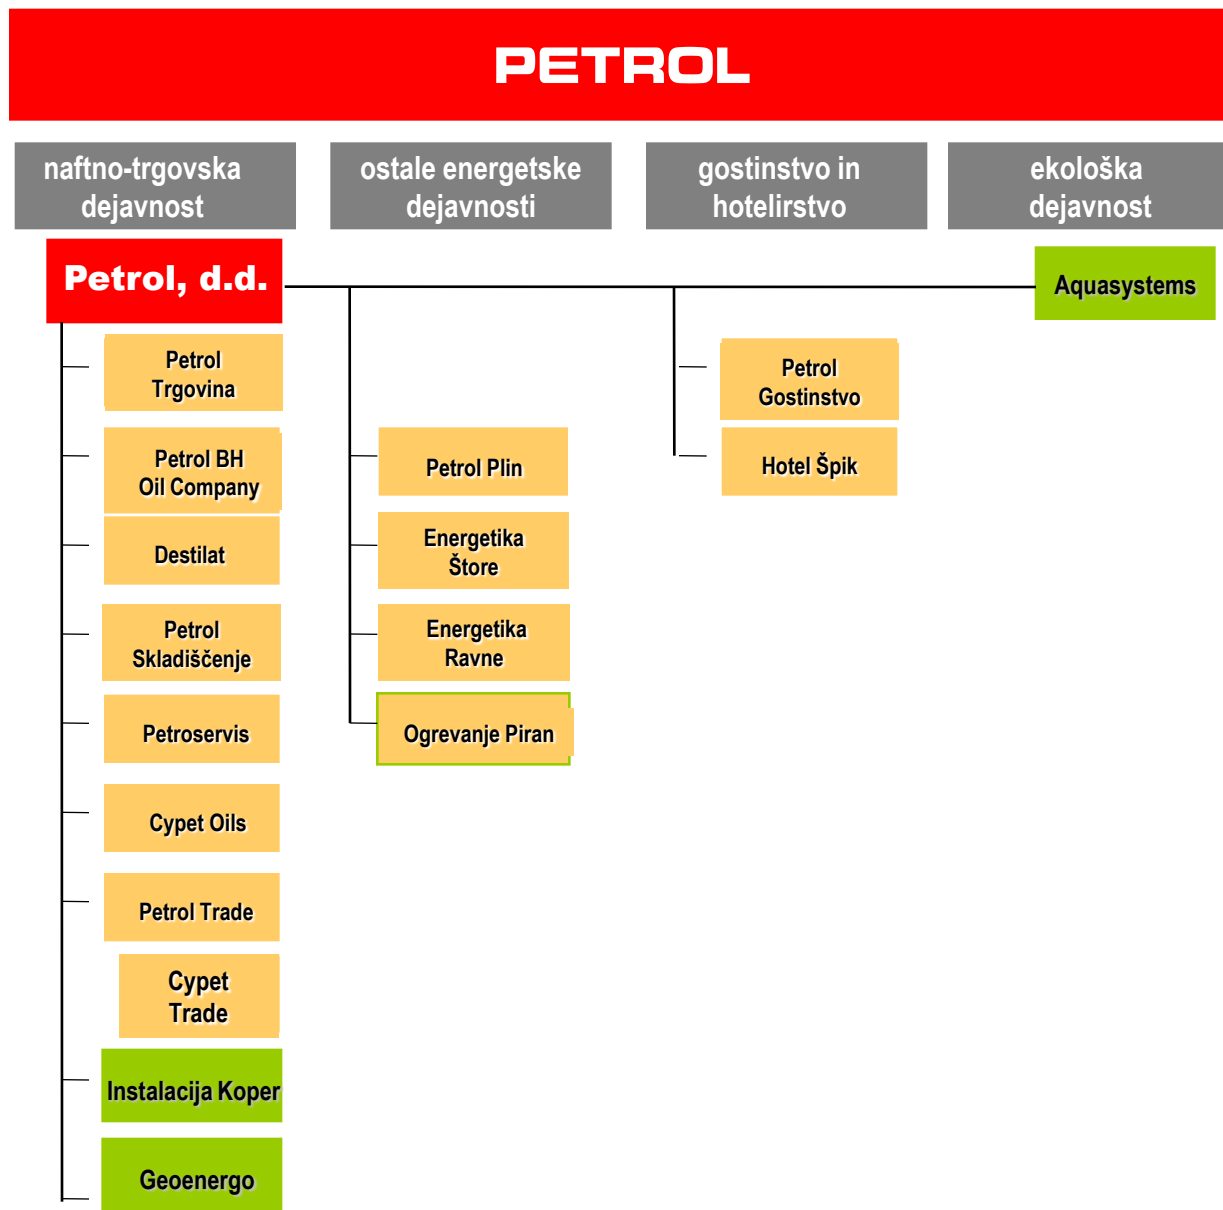 PETROL
naftno-trgovska
dejavnost
ostale energetske
dejavnosti
gostinstvo in
hotelirstvo
ekološka
dejavnost
Petrol, d.d.
Aquasystems
Petrol
Trgovina
Petrol BH
Oil Company
Destilat
Petrol
Skladiščenje
Petroservis
Cypet Oils
Petrol Trade
Cypet
Trade
Instalacija Koper
Geoenergo
Petrol Plin
Energetika
Štore
Energetika
Ravne
Ogrevanje Piran
Petrol
Gostinstvo
Hotel Špik